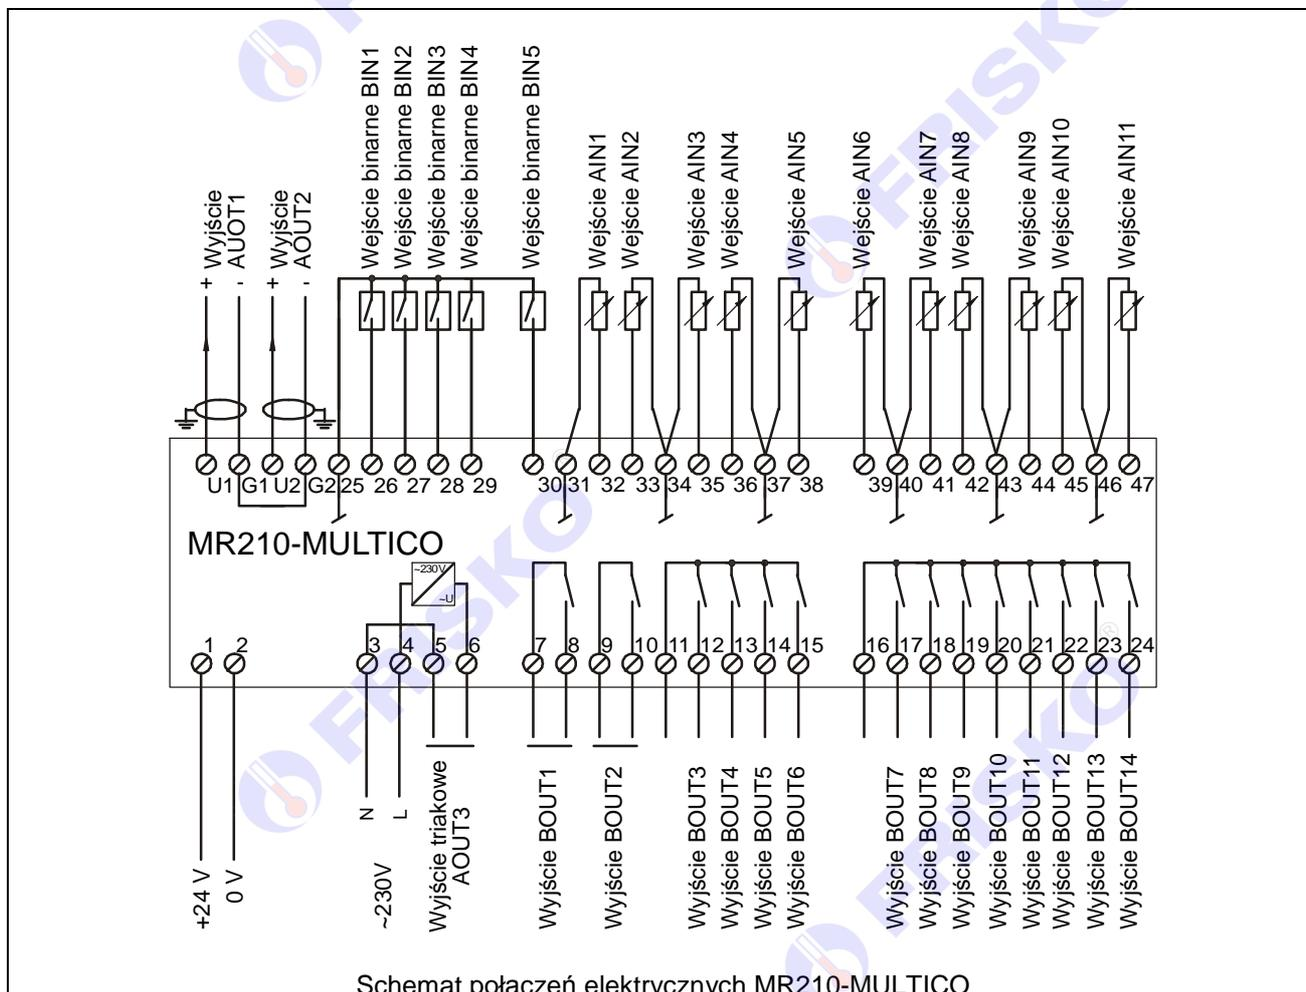 FRISKO
Wyjście
AUOT1
Wyjście
AOUT2
Wejście binarne BIN1
Wejście binarne BIN2
Wejście binarne BIN3
Wejście binarne BIN4
Wejście binarne BIN5
Wejście AIN1
Wejście AIN2
Wejście AIN3
Wejście AIN4
Wejście AIN5
Wejście AIN6
Wejście AIN7
Wejście AIN8
Wejście AIN9
Wejście AIN10
Wejście AIN11
+ - + -
U1 G1 U2 G2 25 26 27 28 29 30 31 32 33 34 35 36 37 38 39 40 41 42 43 44 45 46 47
MR210-MULTICO
~230V
~U
1 2 3 4 5 6 7 8 9 10 11 12 13 14 15 16 17 18 19 20 21 22 23 24
+24 V
0 V
N
L
~230V
Wyjście triakowe
AOUT3
Wyjście BOUT1
Wyjście BOUT2
Wyjście BOUT3
Wyjście BOUT4
Wyjście BOUT5
Wyjście BOUT6
Wyjście BOUT7
Wyjście BOUT8
Wyjście BOUT9
Wyjście BOUT10
Wyjście BOUT11
Wyjście BOUT12
Wyjście BOUT13
Wyjście BOUT14
FRISKO
FRISKO®
Schemat połączeń elektrycznych MR210-MULTICO